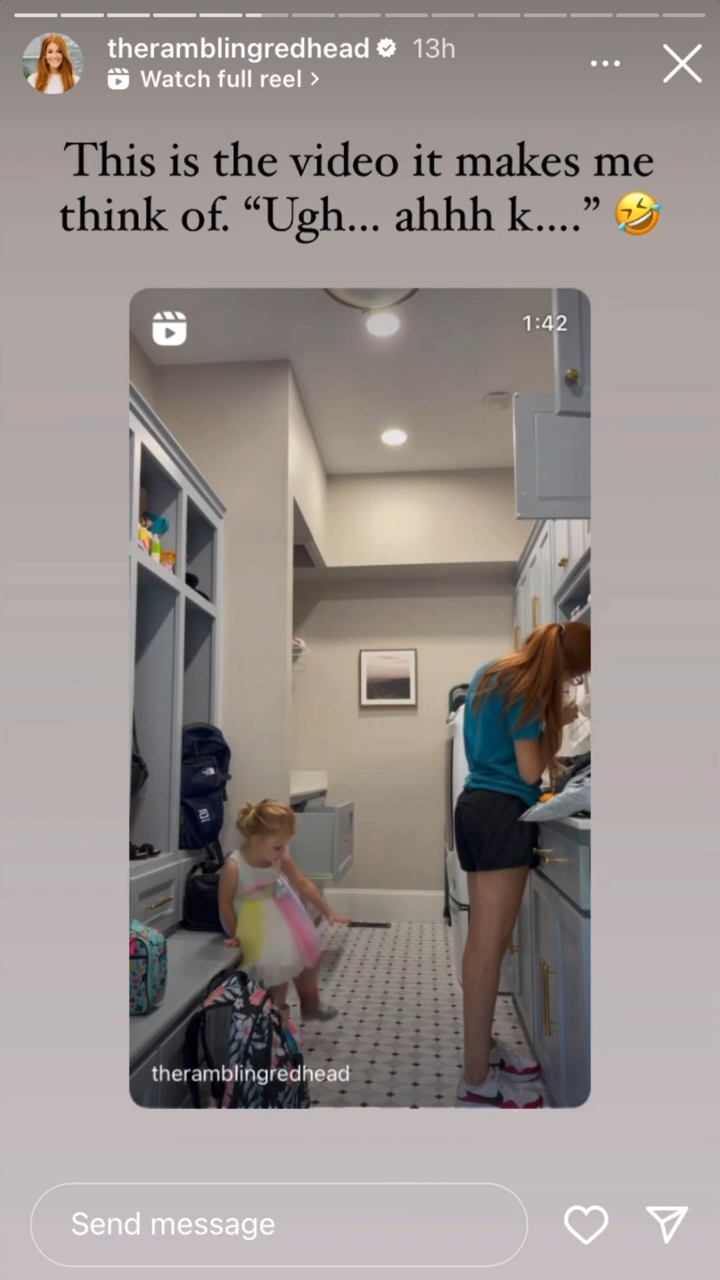 theramblingredhead 13h
Watch full reel >
This is the video it makes me
think of. “Ugh... ahhh k....” 🤣
1:42
theramblingredhead
Send message